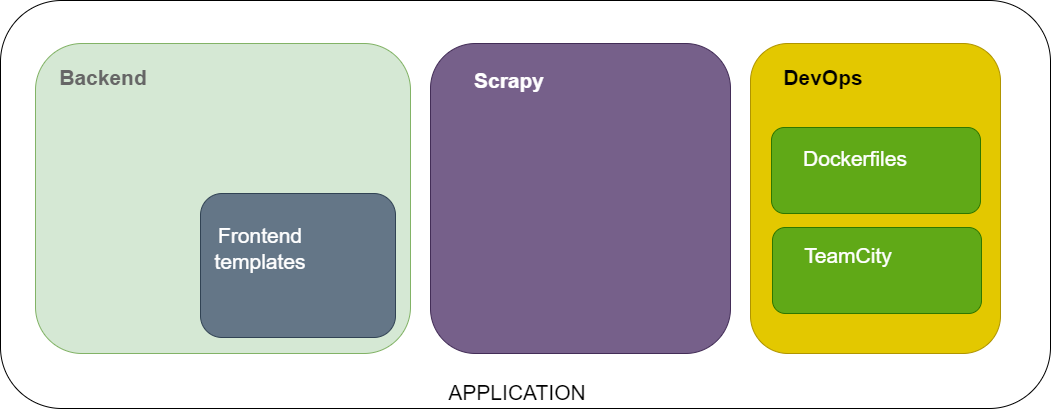 Backend
Frontend
templates
Scrapy
DevOps
Dockerfiles
TeamCity
APPLICATION